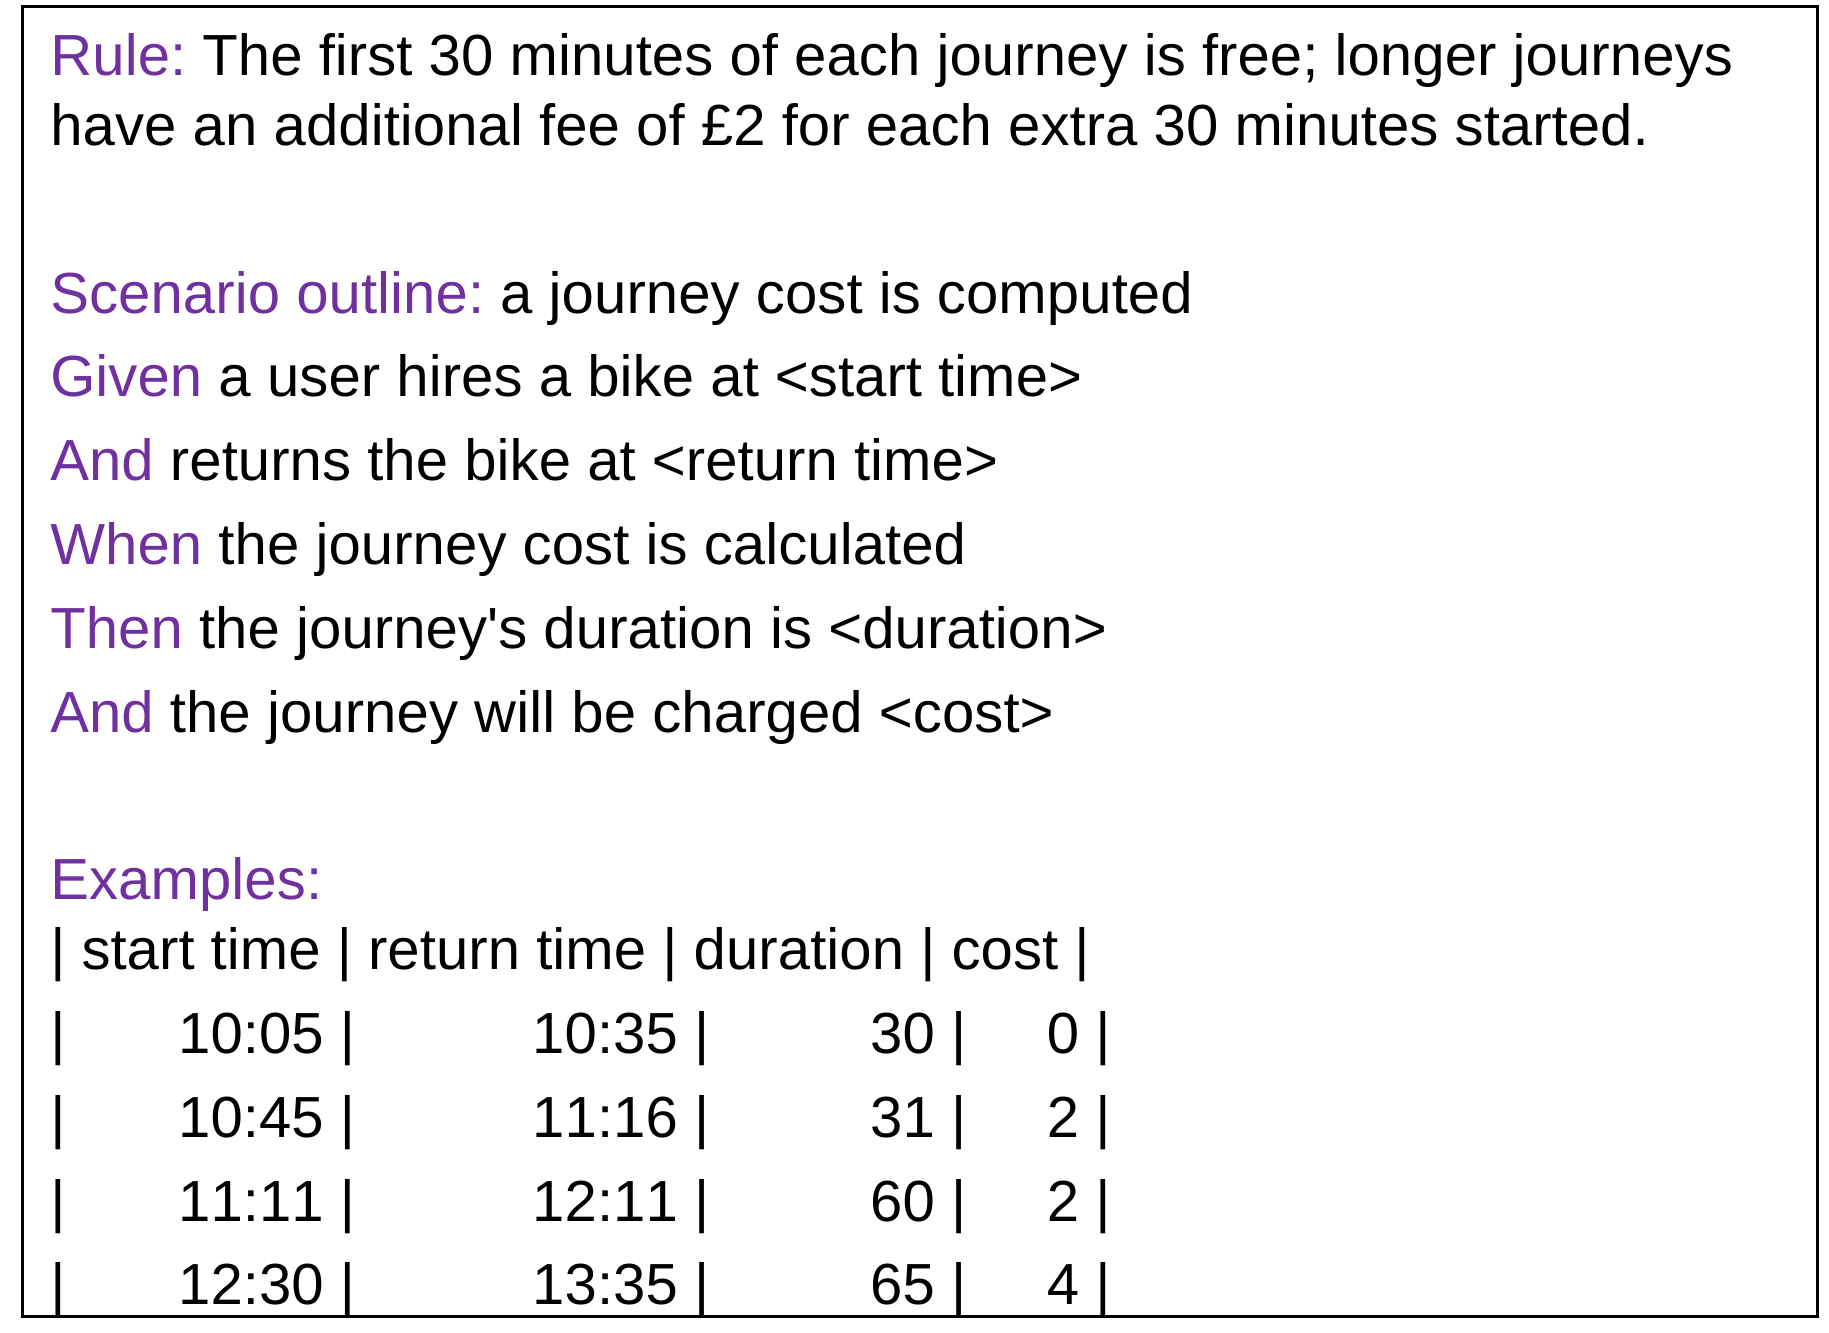 Rule: The first 30 minutes of each journey is free; longer journeys
have an additional fee of £2 for each extra 30 minutes started.
Scenario outline: a journey cost is computed
Given a user hires a bike at <start time>
And returns the bike at <return time>
When the journey cost is calculated
Then the journey's duration is <duration>
And the journey will be charged <cost>
Examples:
| start time | return time | duration | cost |
| 10:05 | 10:35 | 30 | 0 |
| 10:45 | 11:16 | 31 | 2 |
| 11:11 | 12:11 | 60 | 2 |
| 12:30 | 13:35 | 65 | 4 |